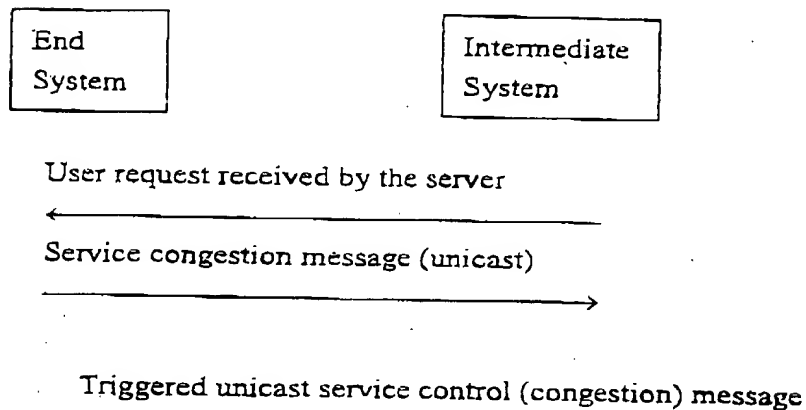 End
System
Intermediate
System
User request received by the server
Service congestion message (unicast)
Triggered unicast service control (congestion) message